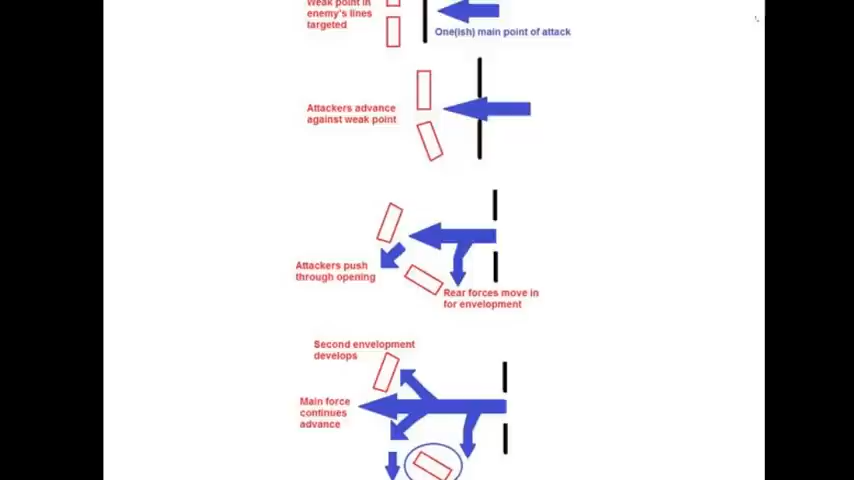 Weak point in
enemy's lines
targeted
One(ish) main point of attack
Attackers advance
against weak point
Attackers push
through opening
Rear forces move in
for envelopment
Second envelopment
develops
Main force
continues
advance